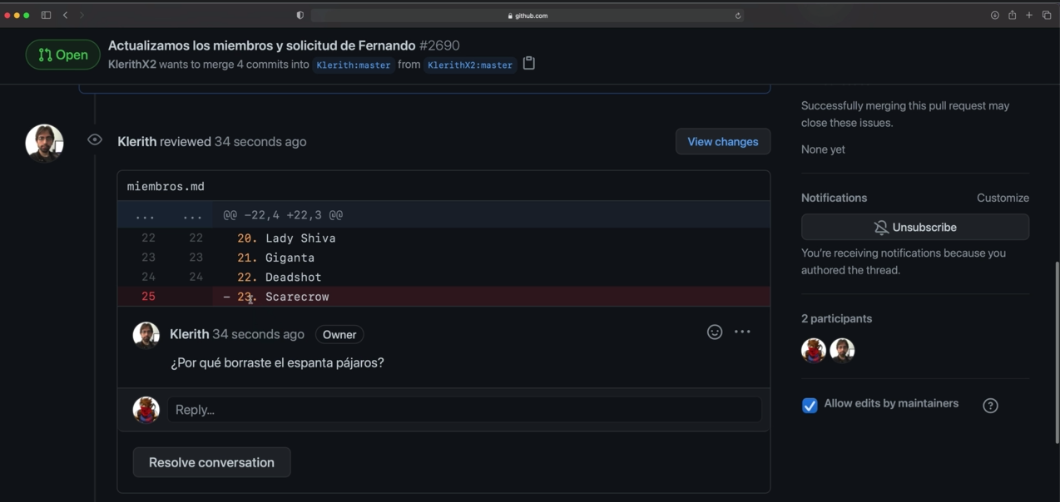 github.com
Open
Actualizamos los miembros y solicitud de Fernando #2690
KlerithX2 wants to merge 4 commits into Klerith:master from KlerithX2:master
Successfully merging this pull request may
close these issues.
None yet
Klerith reviewed 34 seconds ago
View changes
miembros.md
... ... @@ -22,4 +22,3 @@
22 22 20. Lady Shiva
23 23 21. Giganta
24 24 22. Deadshot
25 - 23. Scarecrow
Klerith 34 seconds ago Owner
¿Por qué borraste el espanta pájaros?
Reply...
Resolve conversation
Notifications Customize
Unsubscribe
You're receiving notifications because you
authored the thread.
2 participants
Allow edits by maintainers